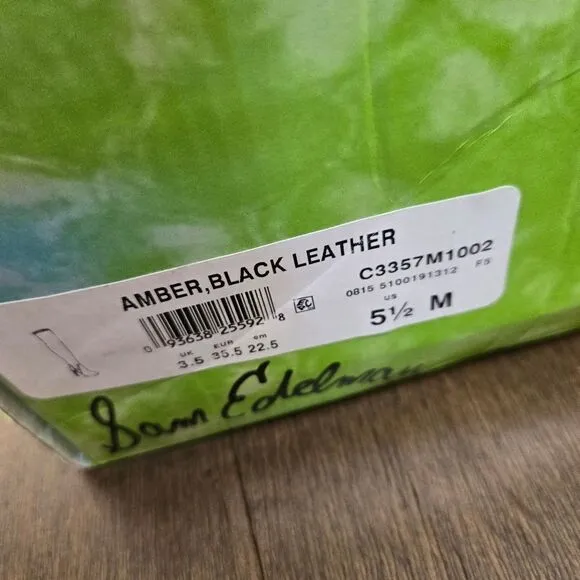 AMBER,BLACK LEATHER
C3357M1002
0815 5100191312 F5
0 93638 25592 8
UK EUR cm
3.5 35.5 22.5
US
5½ M
Sam Edelman